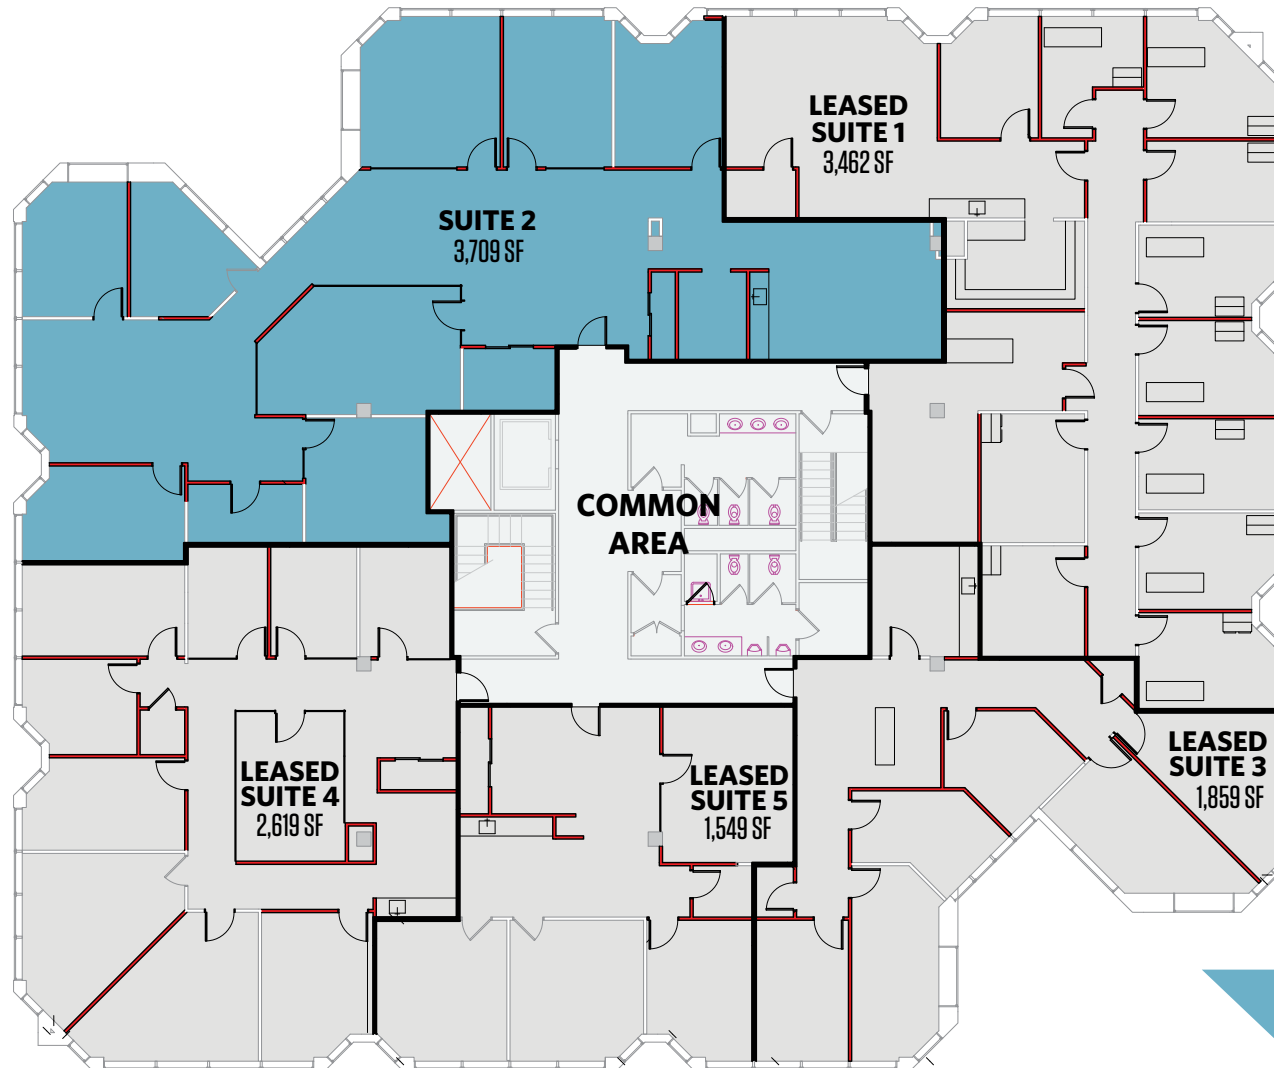 LEASED
SUITE 1
3,462 SF
SUITE 2
3,709 SF
COMMON
AREA
LEASED
SUITE 3
1,859 SF
LEASED
SUITE 4
2,619 SF
LEASED
SUITE 5
1,549 SF